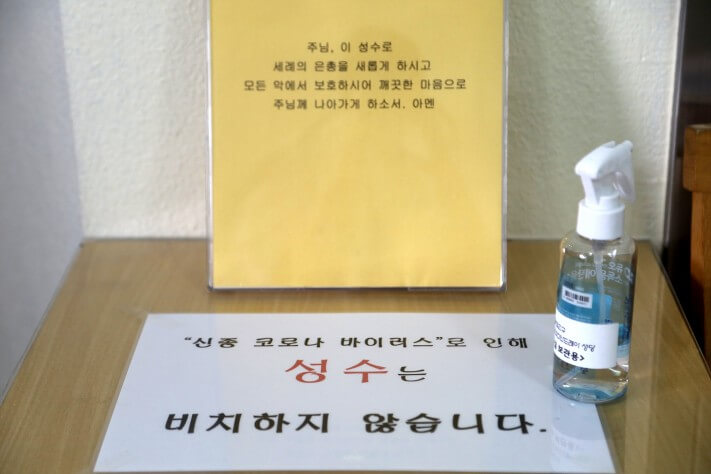 주님, 이 성수로
세례의 은총을 새롭게 하시고
모든 악에서 보호하시어 깨끗한 마음으로
주님께 나아가게 하소서. 아멘
“신종 코로나 바이러스”로 인해
성수는
비치하지 않습니다.
보관용>